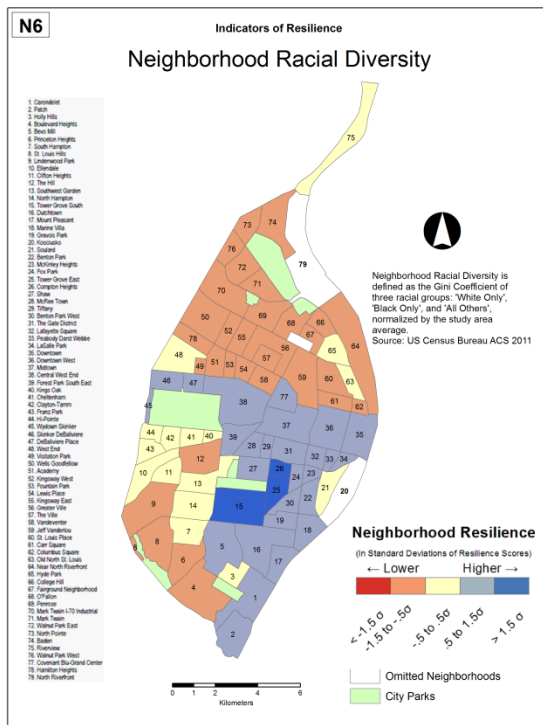 N6
Indicators of Resilience
Neighborhood Racial Diversity
1. Carondelet
2. Patch
3. Holly Hills
4. Boulevard Heights
5. Bevo Mill
6. Princeton Heights
7. South Hampton
8. St. Louis Hills
9. Lindenwood Park
10. Ellendale
11. Clifton Heights
12. The Hill
13. Southwest Garden
14. North Hampton
15. Tower Grove South
16. Dutchtown
17. Mount Pleasant
18. Marine Villa
19. Gravois Park
20. Kosciusko
21. Soulard
22. Benton Park
23. McKinley Heights
24. Fox Park
25. Tower Grove East
26. Compton Heights
27. Shaw
28. McRee Town
29. Tiffany
30. Benton Park West
31. The Gate District
32. Lafayette Square
33. Peabody Darst Webbe
34. LaSalle Park
35. Downtown
36. Downtown West
37. Midtown
38. Central West End
39. Forest Park South East
40. Kings Oak
41. Cheltenham
42. Clayton-Tamm
43. Franz Park
44. Hi-Pointe
45. Wydown Skinker
46. Skinker DeBaliviere
47. DeBaliviere Place
48. West End
49. Visitation Park
50. Wells Goodfellow
51. Academy
52. Kingsway West
53. Fountain Park
54. Lewis Place
55. Kingsway East
56. Greater Ville
57. The Ville
58. Vandeventer
59. Jeff Vanderlou
60. St. Louis Place
61. Carr Square
62. Columbus Square
63. Old North St. Louis
64. Near North Riverfront
65. Hyde Park
66. College Hill
67. Fairground Neighborhood
68. O'Fallon
69. Penrose
70. Mark Twain I-70 Industrial
71. Mark Twain
72. Walnut Park East
73. North Pointe
74. Baden
75. Riverview
76. Walnut Park West
77. Covenant Blu-Grand Center
78. Hamilton Heights
79. North Riverfront
75
73
74
79
76
72
71
70
69
68
66
67
64
65
50
52
55
57
78
51
53
54
56
58
59
60
63
61
62
48
49
46
47
38
77
37
36
35
45
44
43
42
41
40
39
28
29
31
32
33
34
10
11
12
13
27
26
25
24
23
22
21
20
30
14
15
19
18
9
8
7
6
5
16
17
4
3
1
2
Neighborhood Racial Diversity is
defined as the Gini Coefficient of
three racial groups: 'White Only',
'Black Only', and 'All Others',
normalized by the study area
average.
Source: US Census Bureau ACS 2011
Neighborhood Resilience
(In Standard Deviations of Resilience Scores)
← Lower Higher →
< -1.5 σ
-1.5 to -.5σ
-.5 to .5σ
.5 to 1.5σ
> 1.5 σ
Omitted Neighborhoods
City Parks
0 1 2 4 6
Kilometers